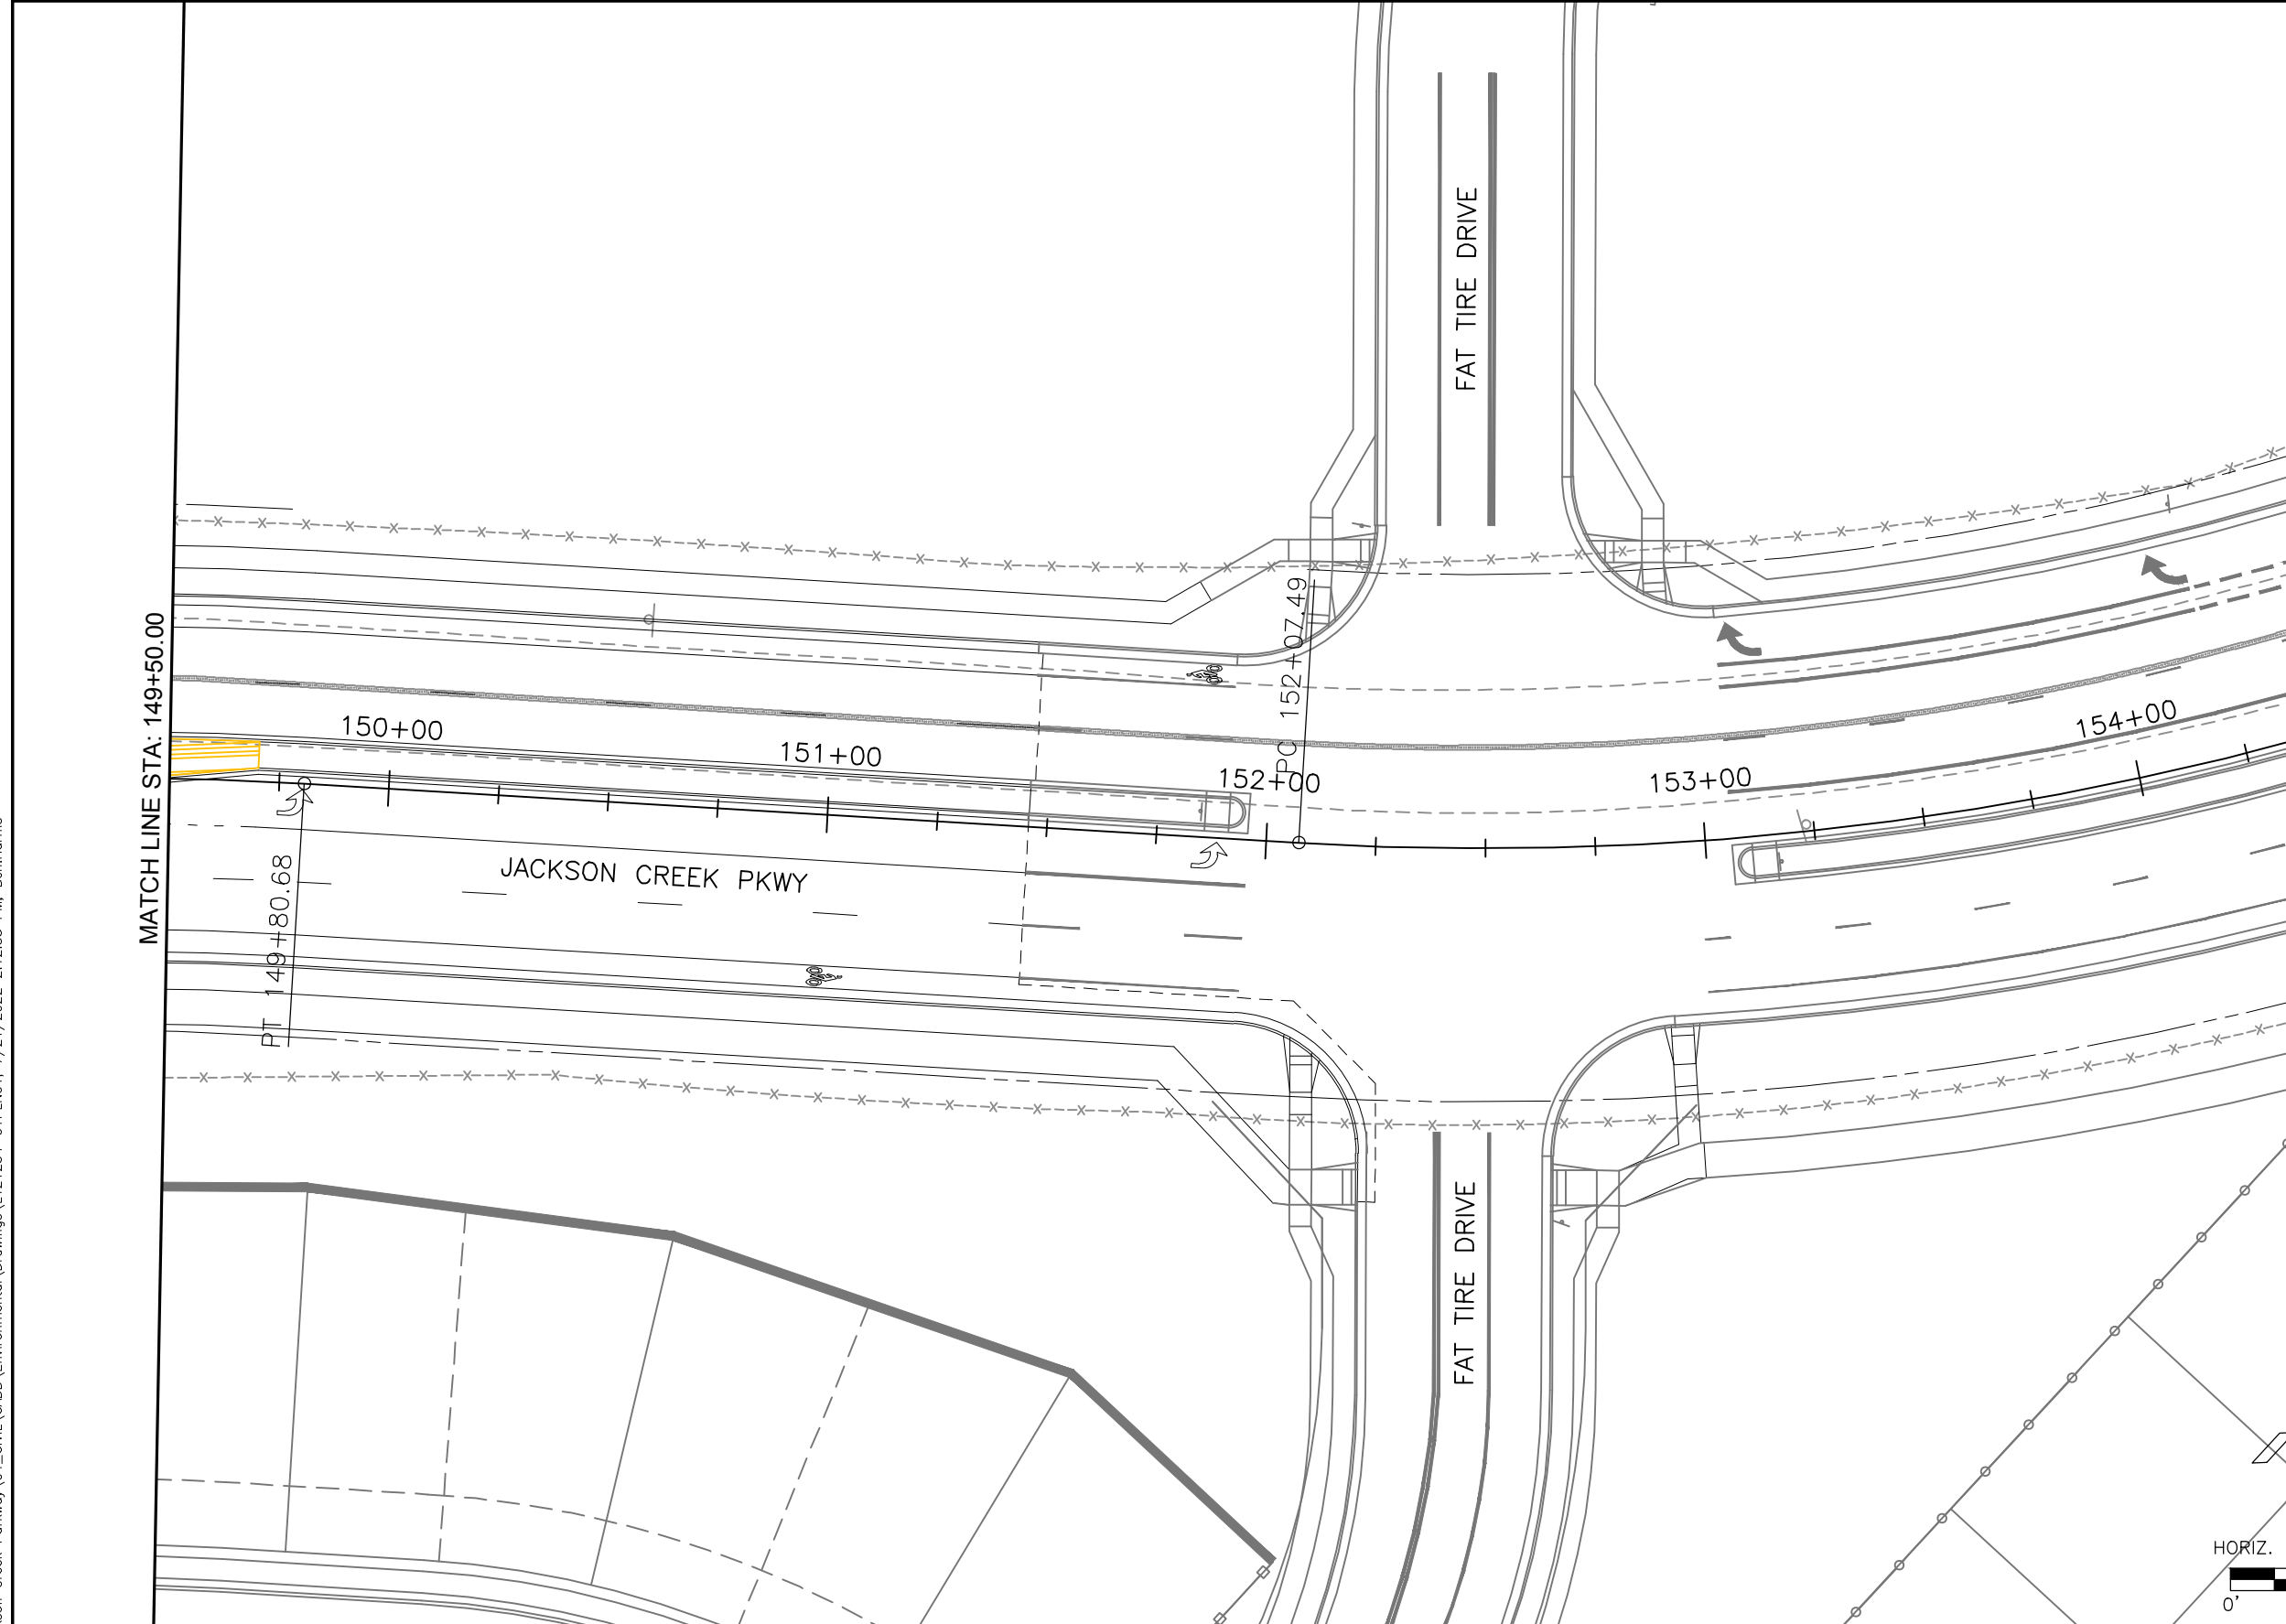 FAT TIRE DRIVE
MATCH LINE STA: 149+50.00
PC 152+07.49
150+00
151+00
152+00
153+00
154+00
JACKSON CREEK PKWY
PT 149+80.68
FAT TIRE DRIVE
HORIZ.
0'